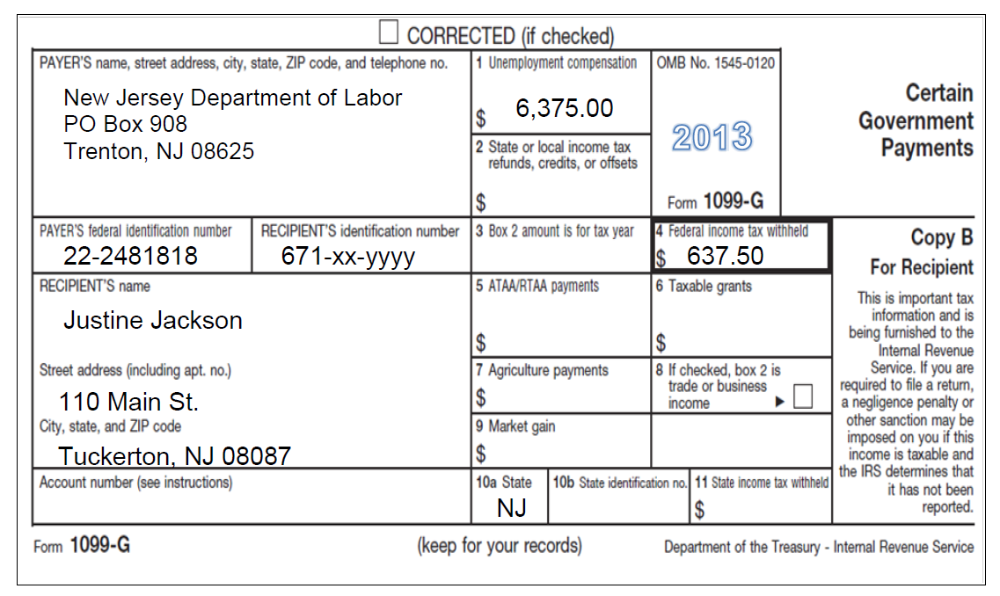 CORRECTED (if checked)
PAYER'S name, street address, city, state, ZIP code, and telephone no.
New Jersey Department of Labor
PO Box 908
Trenton, NJ 08625
1 Unemployment compensation
$ 6,375.00
2 State or local income tax
refunds, credits, or offsets
$
OMB No. 1545-0120
2013
Form 1099-G
Certain
Government
Payments
PAYER'S federal identification number
22-2481818
RECIPIENT'S identification number
671-xx-yyyy
3 Box 2 amount is for tax year
4 Federal income tax withheld
$ 637.50
Copy B
For Recipient
This is important tax
information and is
being furnished to the
Internal Revenue
Service. If you are
required to file a return,
a negligence penalty or
other sanction may be
imposed on you if this
income is taxable and
the IRS determines that
it has not been
reported.
RECIPIENT'S name
Justine Jackson
5 ATAA/RTAA payments
$
6 Taxable grants
$
Street address (including apt. no.)
110 Main St.
7 Agriculture payments
$
8 If checked, box 2 is
trade or business
income
City, state, and ZIP code
Tuckerton, NJ 08087
9 Market gain
$
Account number (see instructions)
10a State
NJ
10b State identification no.
11 State income tax withheld
$
Form 1099-G
(keep for your records)
Department of the Treasury - Internal Revenue Service